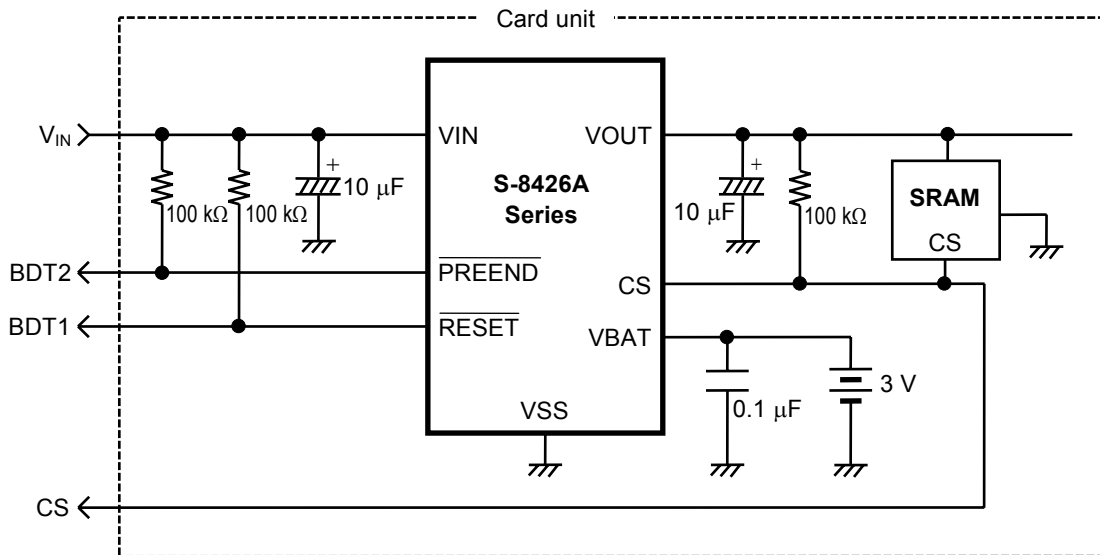 Card unit
V_IN
VIN
VOUT
S-8426A
Series
SRAM
CS
+
10 μF
100 kΩ
100 kΩ
+
10 μF
100 kΩ
BDT2
PREEND
CS
BDT1
RESET
VBAT
3 V
0.1 μF
VSS
CS